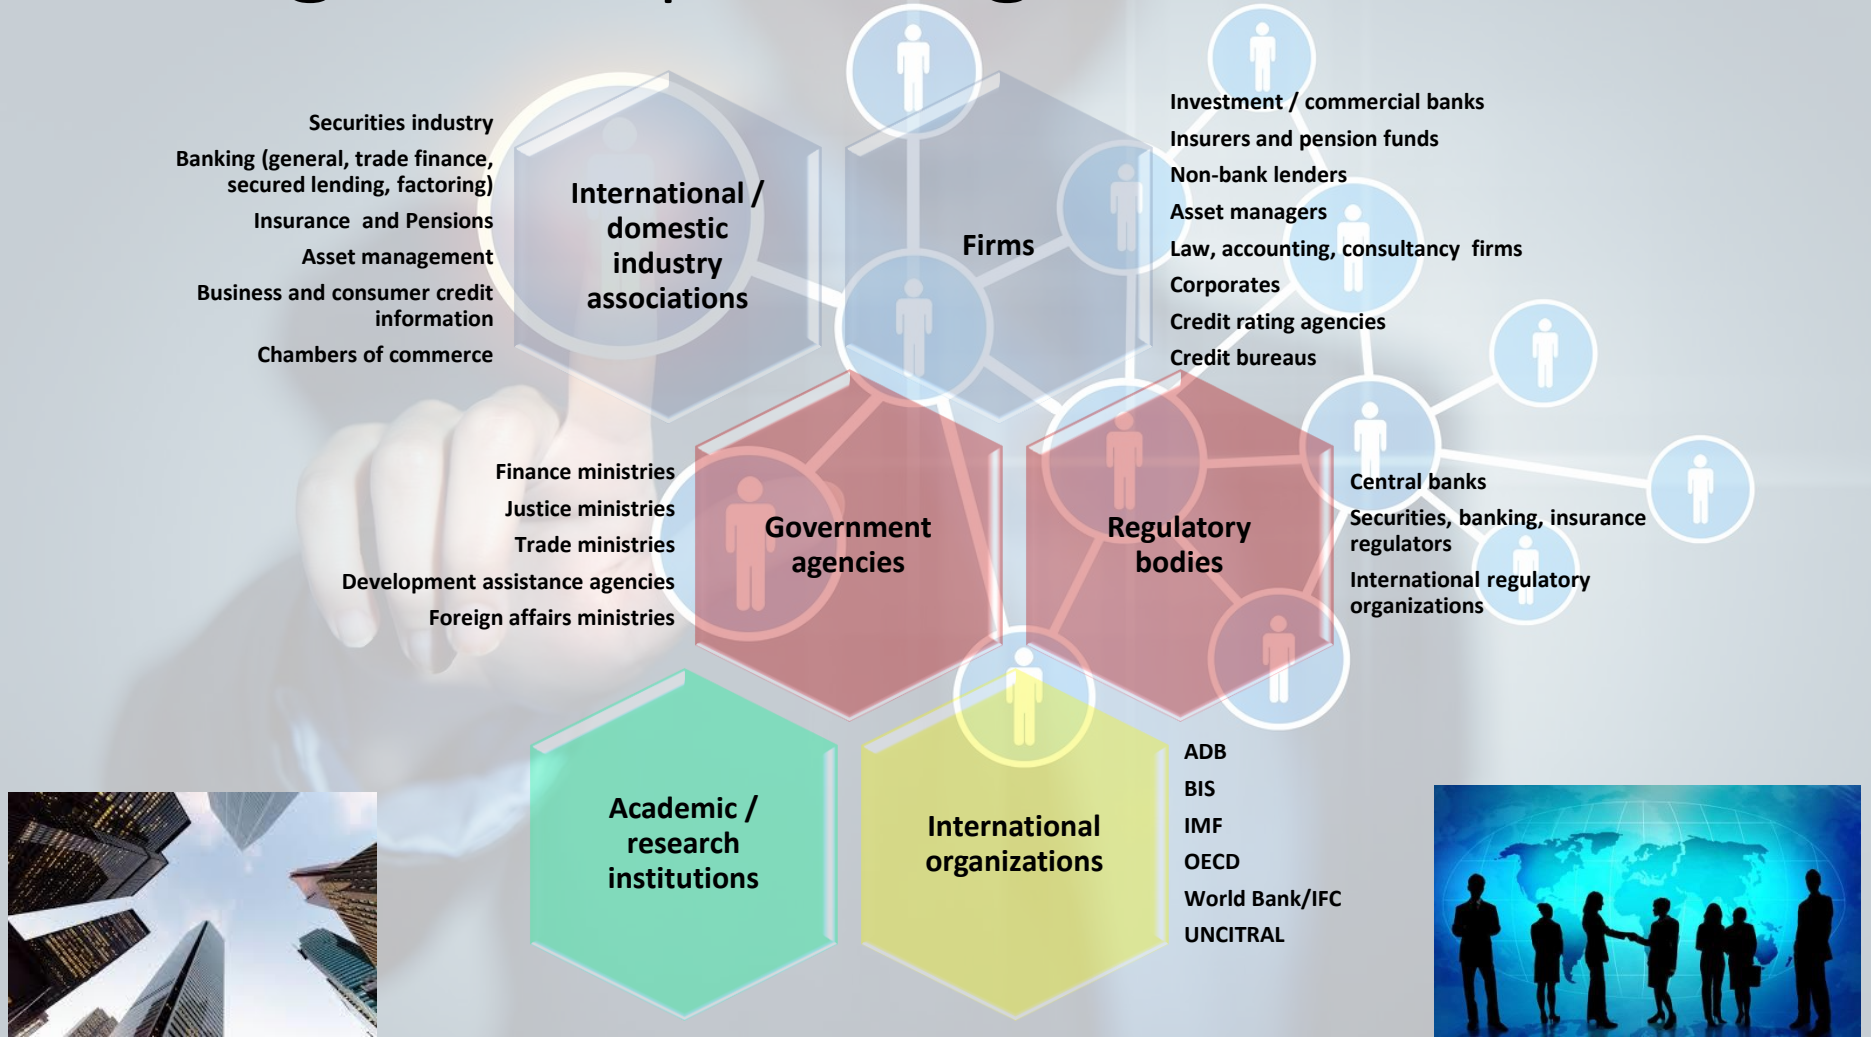 Securities industry
Banking (general, trade finance,
secured lending, factoring)
Insurance and Pensions
Asset management
Business and consumer credit
information
Chambers of commerce
International /
domestic
industry
associations
Firms
Investment / commercial banks
Insurers and pension funds
Non-bank lenders
Asset managers
Law, accounting, consultancy firms
Corporates
Credit rating agencies
Credit bureaus
Finance ministries
Justice ministries
Trade ministries
Development assistance agencies
Foreign affairs ministries
Government
agencies
Regulatory
bodies
Central banks
Securities, banking, insurance
regulators
International regulatory
organizations
Academic /
research
institutions
International
organizations
ADB
BIS
IMF
OECD
World Bank/IFC
UNCITRAL